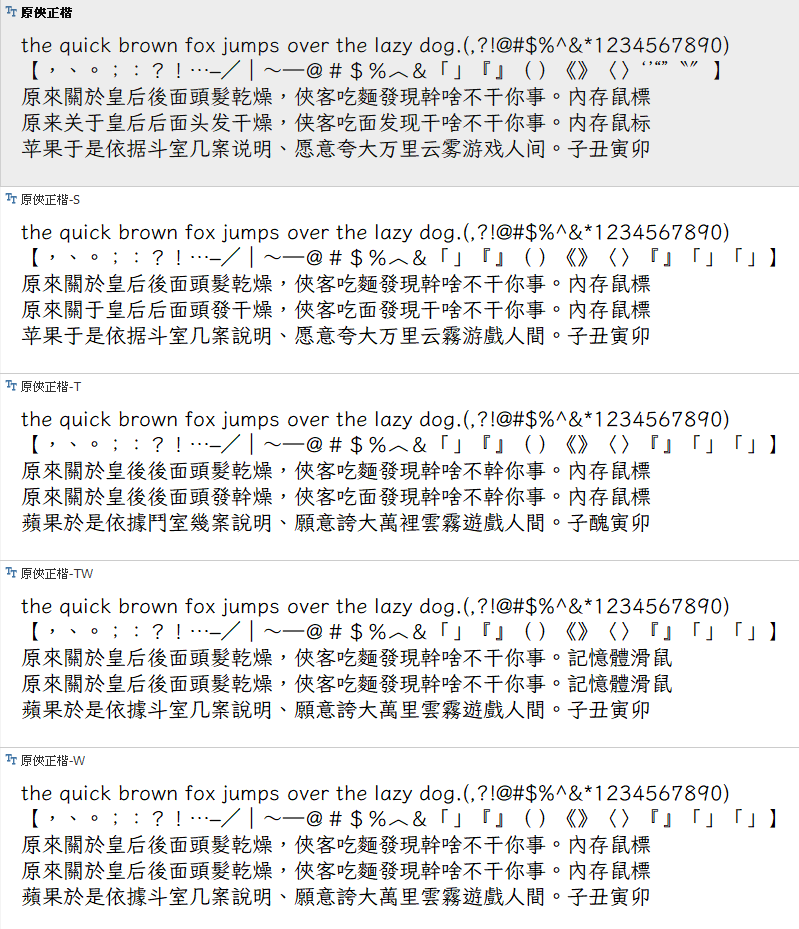 原俠正楷
the quick brown fox jumps over the lazy dog.(,?!@#$%^&*1234567890)
【，、。；：？！…–／｜～—＠＃＄％︿＆「」『』（）《》〈〉‘’“”〝〞】
原來關於皇后後面頭髮乾燥，俠客吃麵發現幹啥不干你事。內存鼠標
原来关于皇后后面头发干燥，侠客吃面发现干啥不干你事。内存鼠标
苹果于是依据斗室几案说明、愿意夸大万里云雾游戏人间。子丑寅卯
原俠正楷-S
the quick brown fox jumps over the lazy dog.(,?!@#$%^&*1234567890)
【，、。；：？！…–／｜～—＠＃＄％︿＆「」『』（）《》〈〉『』「」「」】
原來關於皇后後面頭髮乾燥，俠客吃麵發現幹啥不干你事。內存鼠標
原來關于皇后后面頭發干燥，俠客吃面發現干啥不干你事。內存鼠標
苹果于是依据斗室几案說明、愿意夸大万里云霧游戲人間。子丑寅卯
原俠正楷-T
the quick brown fox jumps over the lazy dog.(,?!@#$%^&*1234567890)
【，、。；：？！…–／｜～—＠＃＄％︿＆「」『』（）《》〈〉『』「」「」】
原來關於皇後後面頭髮乾燥，俠客吃麵發現幹啥不幹你事。內存鼠標
原來關於皇後後面頭發幹燥，俠客吃面發現幹啥不幹你事。內存鼠標
蘋果於是依據鬥室幾案說明、願意誇大萬裡雲霧遊戲人間。子醜寅卯
原俠正楷-TW
the quick brown fox jumps over the lazy dog.(,?!@#$%^&*1234567890)
【，、。；：？！…–／｜～—＠＃＄％︿＆「」『』（）《》〈〉『』「」「」】
原來關於皇后後面頭髮乾燥，俠客吃麵發現幹啥不干你事。記憶體滑鼠
原來關於皇后後面頭髮乾燥，俠客吃麵發現幹啥不干你事。記憶體滑鼠
蘋果於是依據斗室几案說明、願意誇大萬里雲霧遊戲人間。子丑寅卯
原俠正楷-W
the quick brown fox jumps over the lazy dog.(,?!@#$%^&*1234567890)
【，、。；：？！…–／｜～—＠＃＄％︿＆「」『』（）《》〈〉『』「」「」】
原來關於皇后後面頭髮乾燥，俠客吃麵發現幹啥不干你事。內存鼠標
原來關於皇后後面頭髮乾燥，俠客吃麵發現幹啥不干你事。內存鼠標
蘋果於是依據斗室几案說明、願意誇大萬里雲霧遊戲人間。子丑寅卯